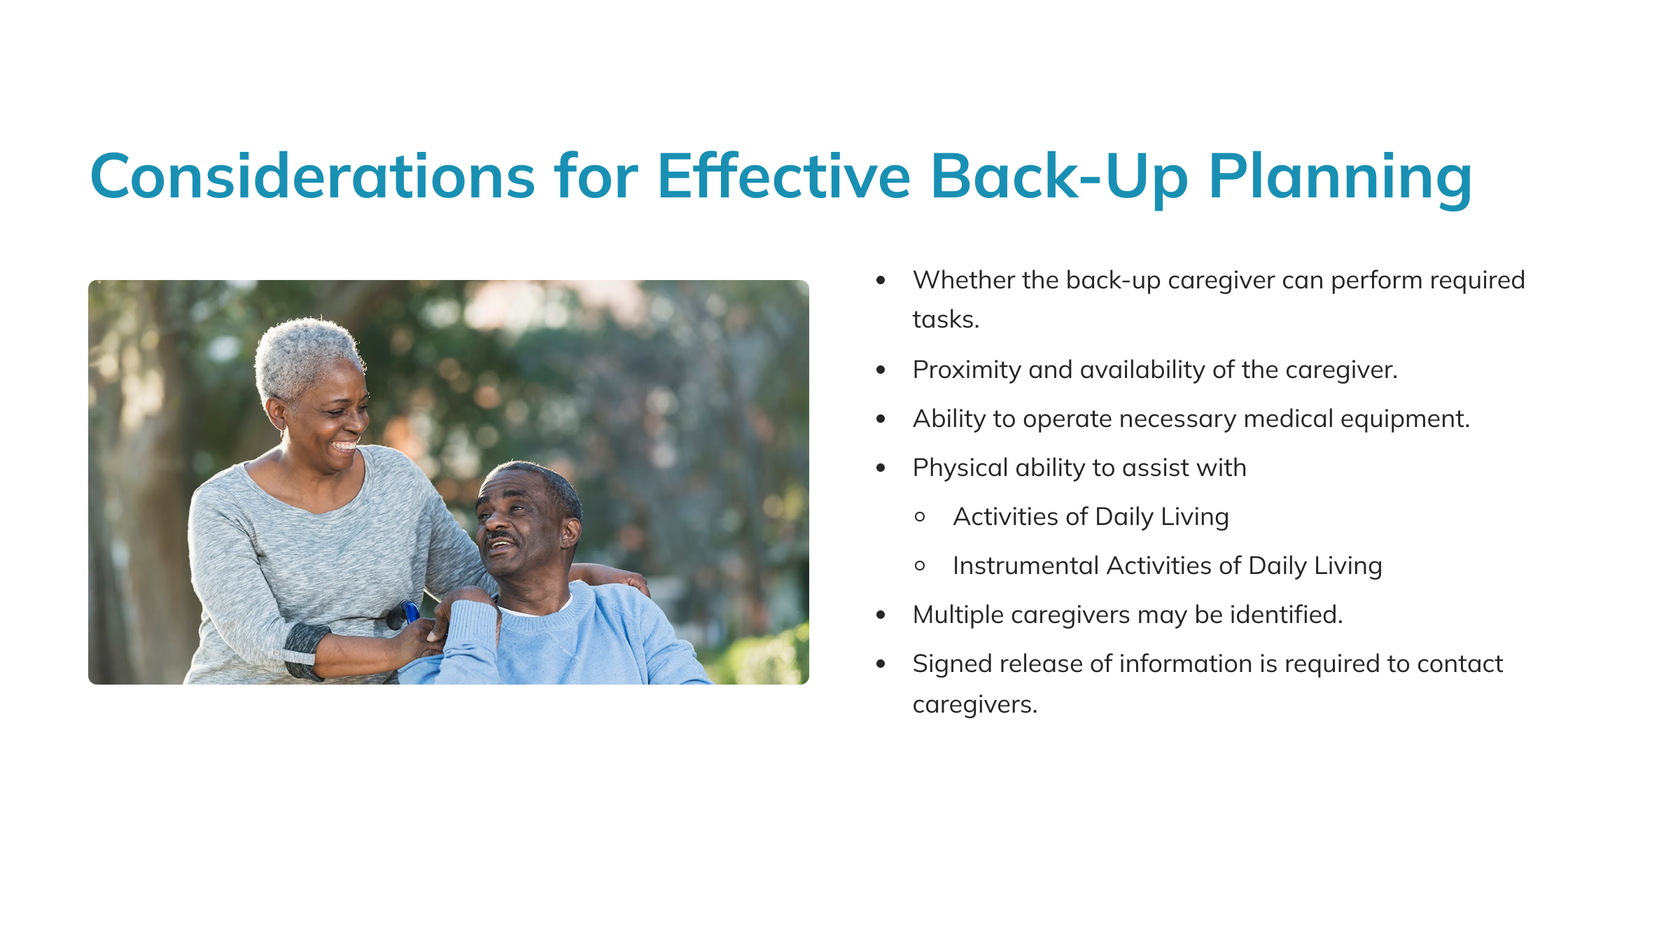 Considerations for Effective Back-Up Planning
• Whether the back-up caregiver can perform required
tasks.
• Proximity and availability of the caregiver.
• Ability to operate necessary medical equipment.
• Physical ability to assist with
○ Activities of Daily Living
○ Instrumental Activities of Daily Living
• Multiple caregivers may be identified.
• Signed release of information is required to contact
caregivers.